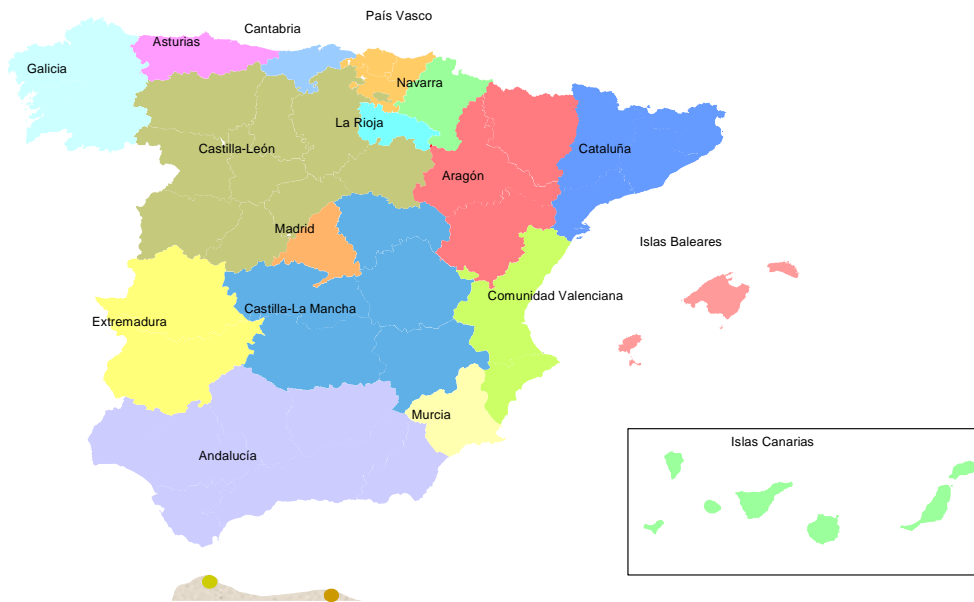 País Vasco
Cantabria
Asturias
Galicia
Navarra
La Rioja
Castilla-León
Cataluña
Aragón
Madrid
Islas Baleares
Comunidad Valenciana
Castilla-La Mancha
Extremadura
Murcia
Islas Canarias
Andalucía